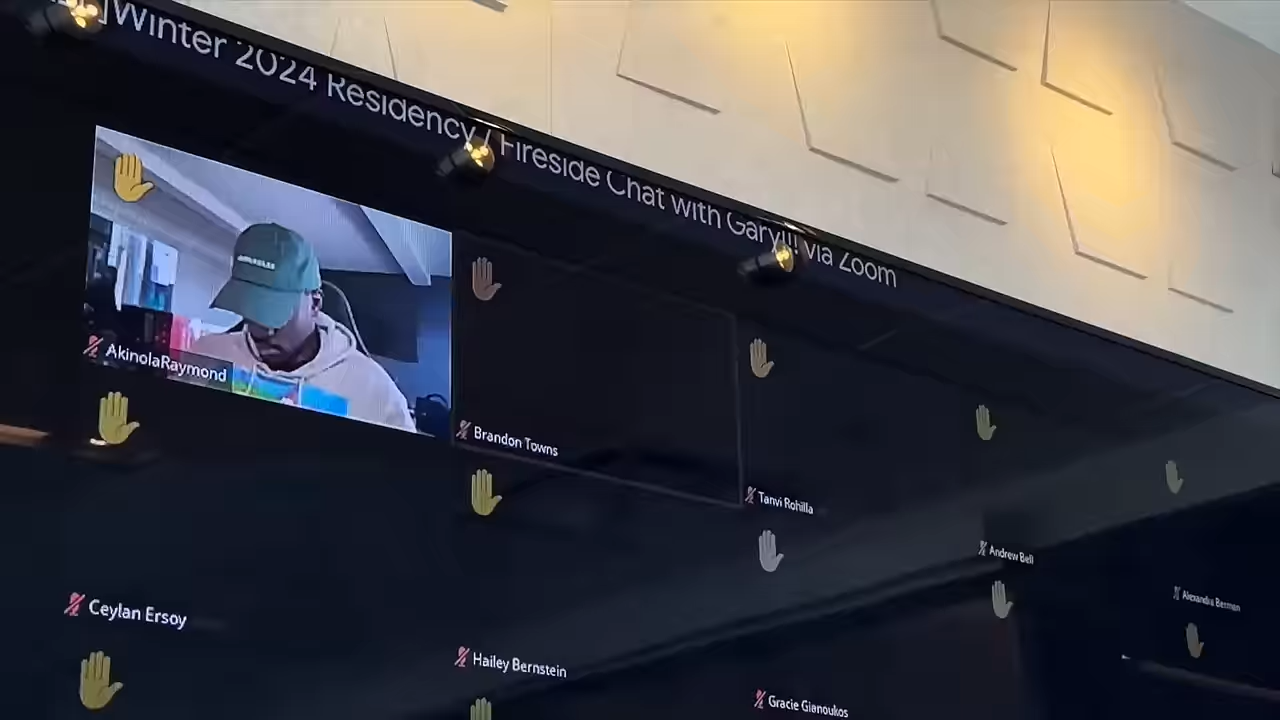 ]Winter 2024 Residency / Fireside Chat with Gary!!! via Zoom
AkinolaRaymond
Brandon Towns
Tanvi Rohilla
Andrew Bell
Alexandra Berman
Ceylan Ersoy
Hailey Bernstein
Gracie Gianoukos